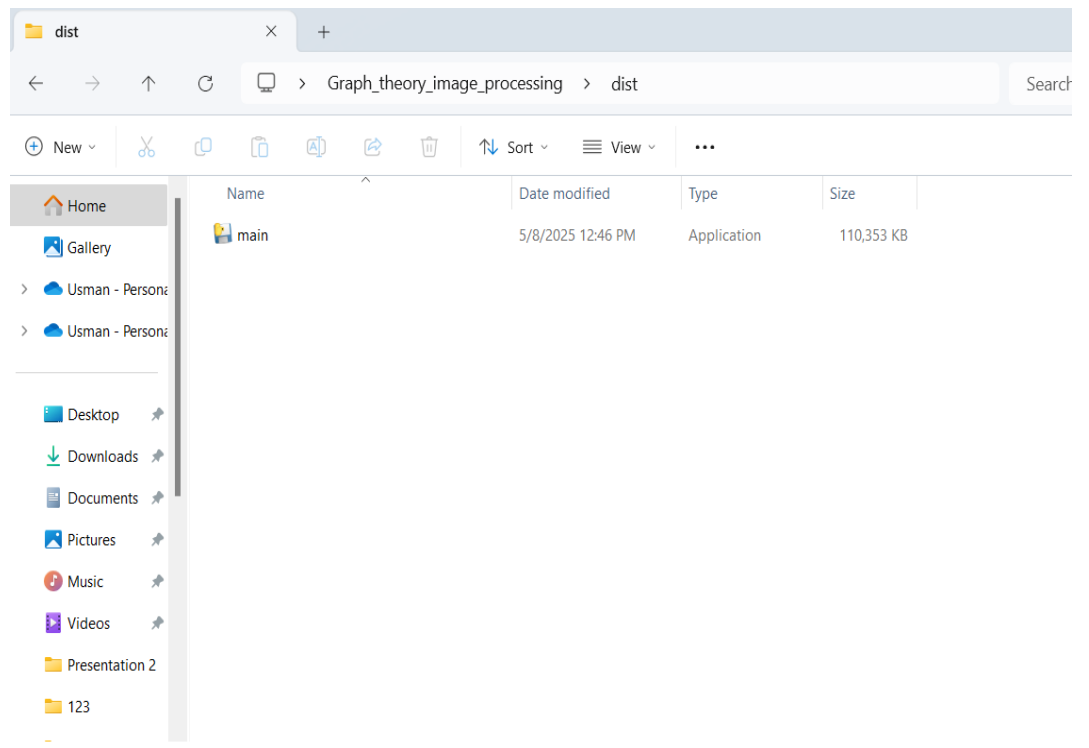 dist
Graph_theory_image_processing > dist
Search
New
Sort
View
Name
Date modified
Type
Size
main
5/8/2025 12:46 PM
Application
110,353 KB
Home
Gallery
Usman - Persona
Usman - Persona
Desktop
Downloads
Documents
Pictures
Music
Videos
Presentation 2
123